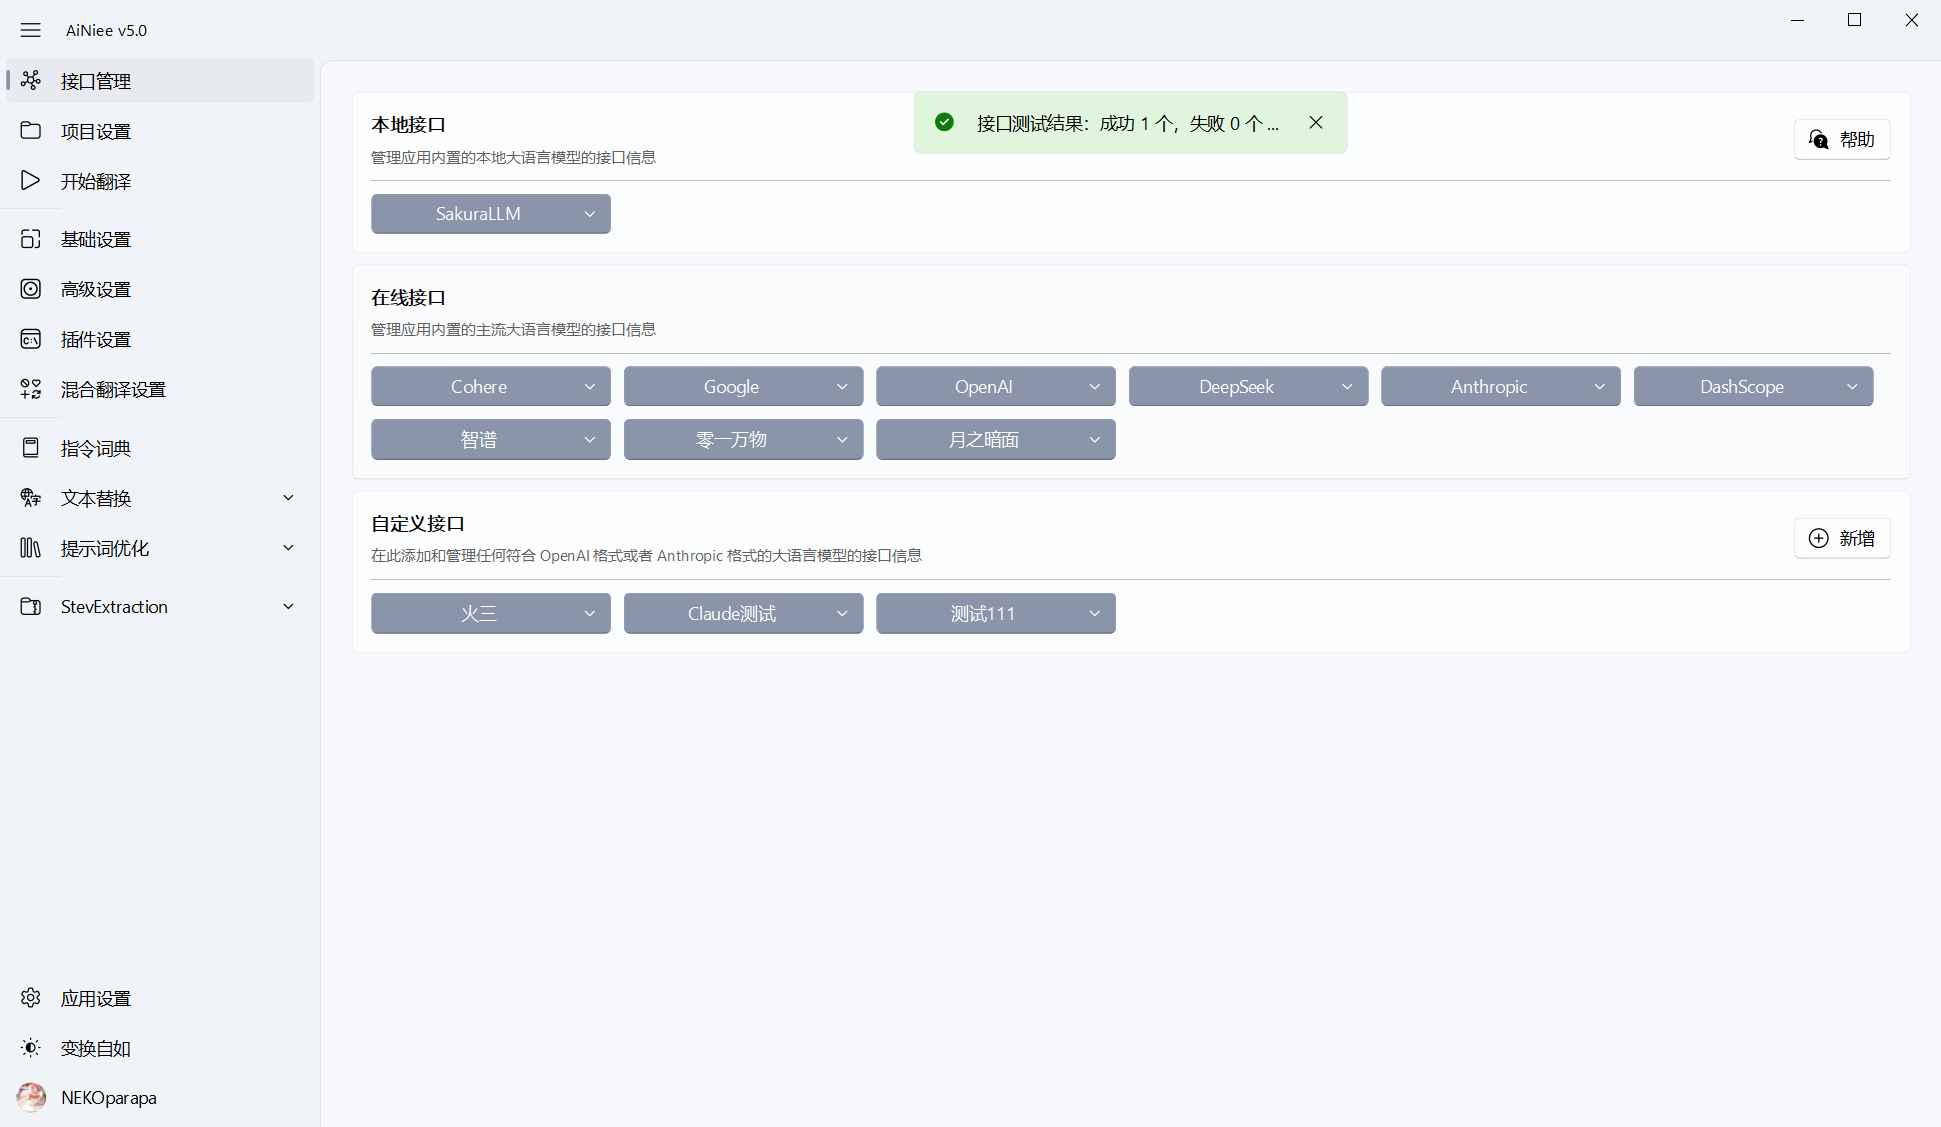 AiNiee v5.0
接口管理
项目设置
开始翻译
基础设置
高级设置
插件设置
混合翻译设置
指令词典
文本替换
提示词优化
StevExtraction
应用设置
变换自如
NEKOparapa
接口测试结果：成功 1 个，失败 0 个 ...
本地接口
管理应用内置的本地大语言模型的接口信息
帮助
SakuraLLM
在线接口
管理应用内置的主流大语言模型的接口信息
Cohere Google OpenAI DeepSeek Anthropic DashScope
智谱 零一万物 月之暗面
自定义接口
在此添加和管理任何符合 OpenAI 格式或者 Anthropic 格式的大语言模型的接口信息
新增
火三 Claude测试 测试111